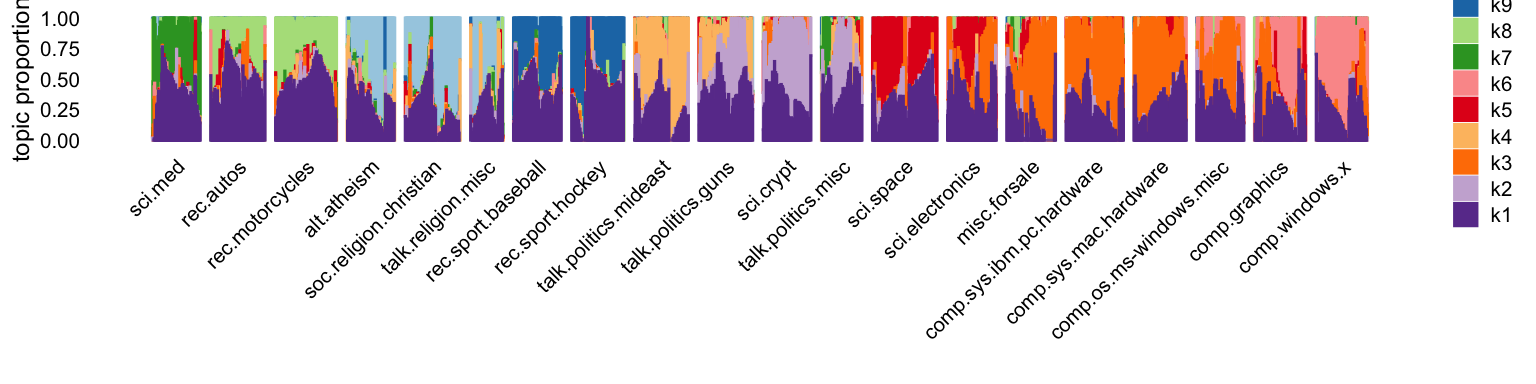 topic proportion
1.00
0.75
0.50
0.25
0.00
sci.med
rec.autos
rec.motorcycles
alt.atheism
soc.religion.christian
talk.religion.misc
rec.sport.baseball
rec.sport.hockey
talk.politics.mideast
talk.politics.guns
sci.crypt
talk.politics.misc
sci.space
sci.electronics
misc.forsale
comp.sys.ibm.pc.hardware
comp.sys.mac.hardware
comp.os.ms-windows.misc
comp.graphics
comp.windows.x
k9
k8
k7
k6
k5
k4
k3
k2
k1